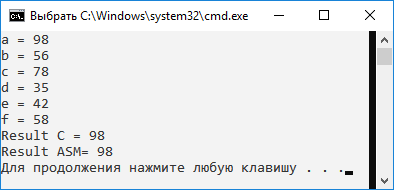 Выбрать C:\Windows\system32\cmd.exe
a = 98
b = 56
c = 78
d = 35
e = 42
f = 58
Result C = 98
Result ASM= 98
Для продолжения нажмите любую клавишу . . .